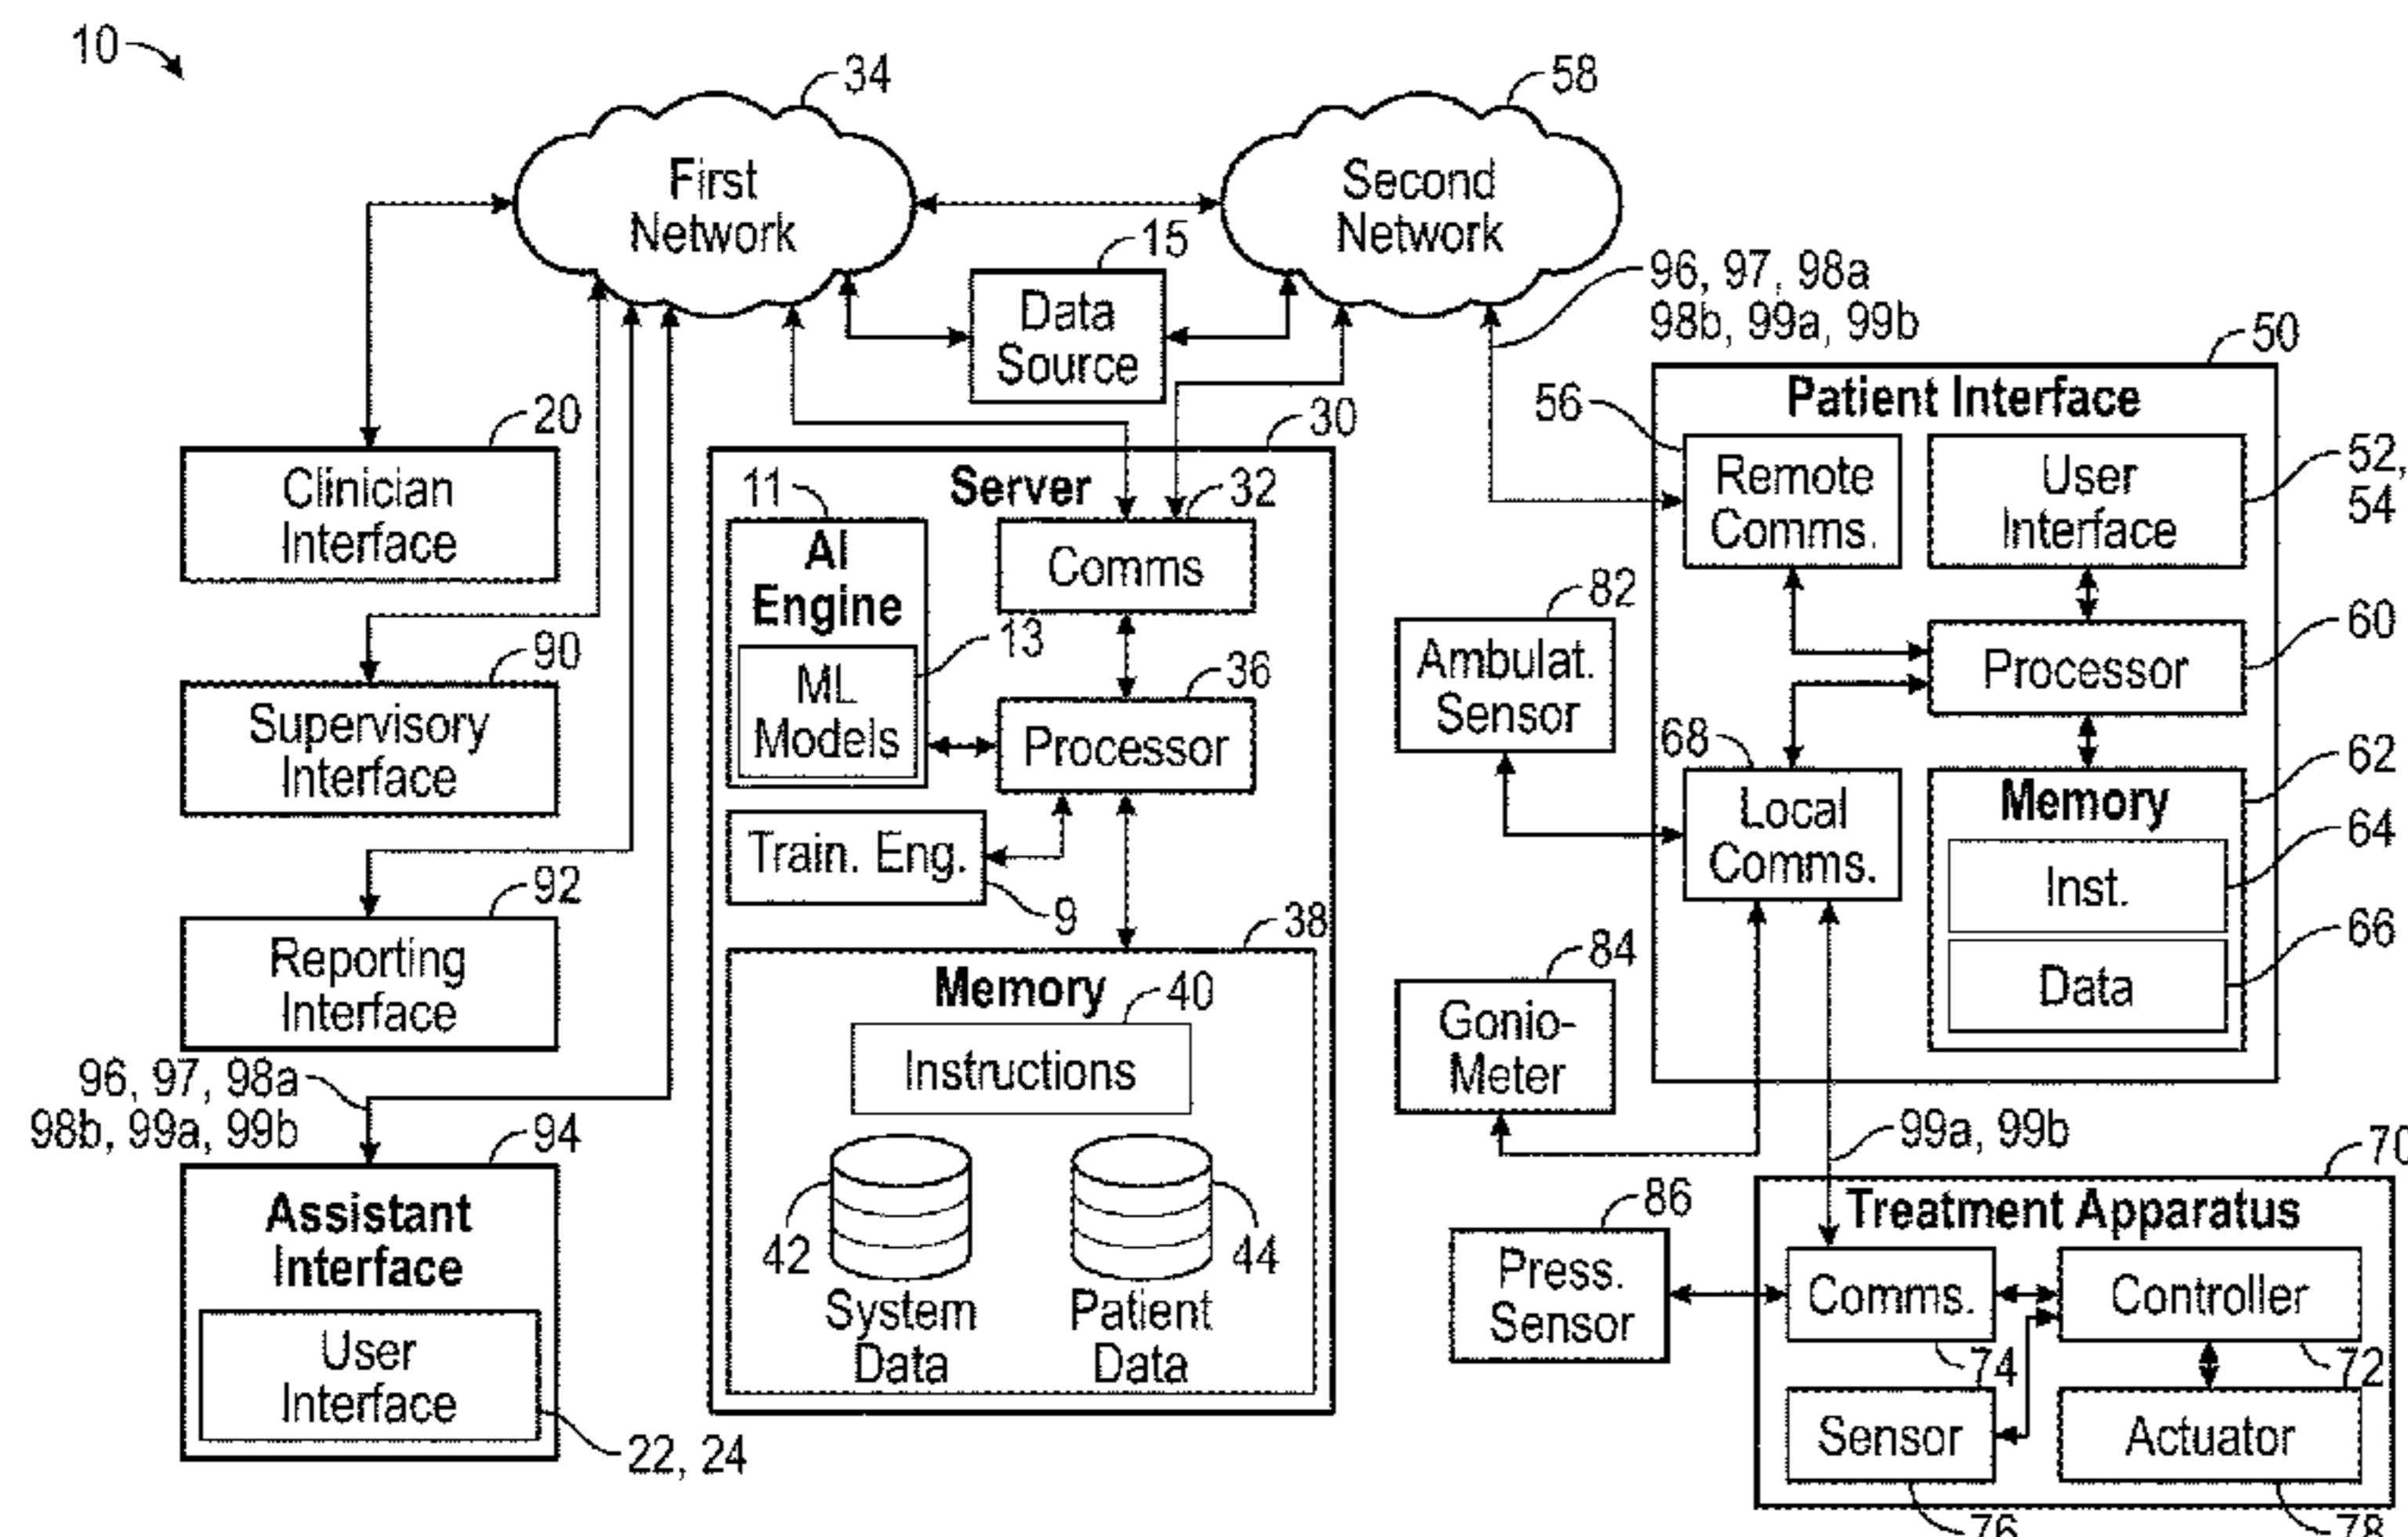 10
34
58
First
Network
Second
Network
15
Data
Source
96, 97, 98a
98b, 99a, 99b
50
Patient Interface
56
Remote
Comms.
User
Interface
52,
54
20
Clinician
Interface
30
Server
11
AI
Engine
32
Comms
13
ML
Models
36
Processor
82
Ambulat.
Sensor
60
Processor
90
Supervisory
Interface
68
Local
Comms.
62
Memory
64
Inst.
66
Data
Train. Eng.
9
92
Reporting
Interface
38
Memory
40
Instructions
84
Gonio-
Meter
96, 97, 98a
98b, 99a, 99b
94
Assistant
Interface
User
Interface
22, 24
42
System
Data
44
Patient
Data
99a, 99b
70
Treatment Apparatus
86
Press.
Sensor
Comms.
Controller
74
72
Sensor
Actuator
76
78